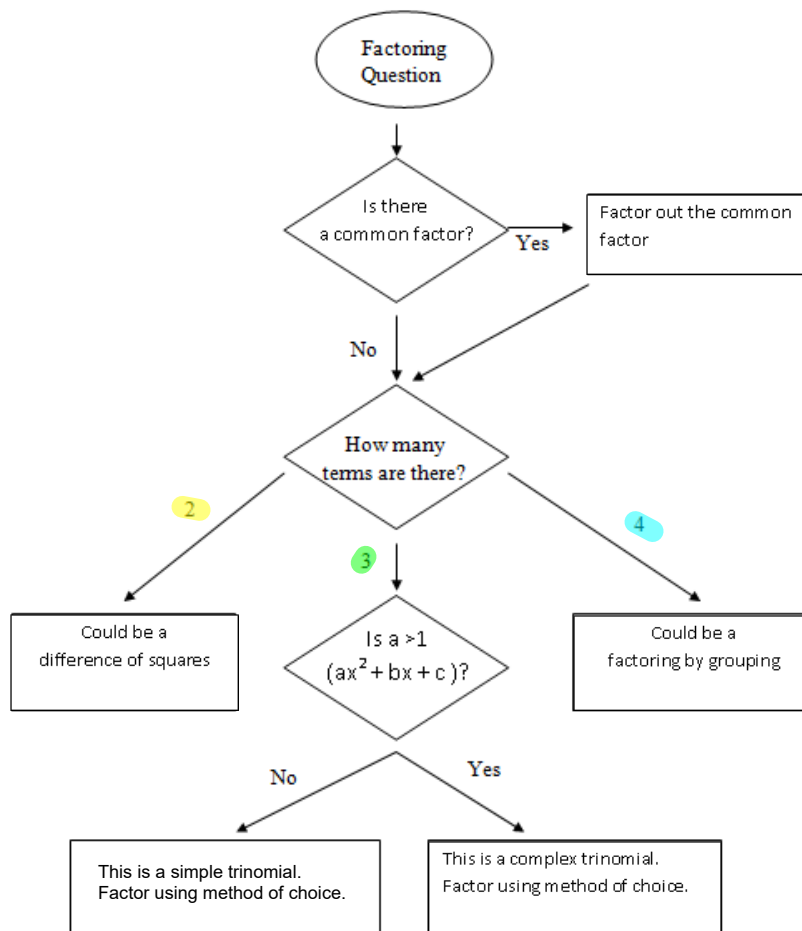 Factoring
Question
Is there
a common factor?
Yes
Factor out the common
factor
No
How many
terms are there?
2
3
4
Could be a
difference of squares
Is a >1
(ax² + bx + c )?
Could be a
factoring by grouping
No
Yes
This is a simple trinomial.
Factor using method of choice.
This is a complex trinomial.
Factor using method of choice.